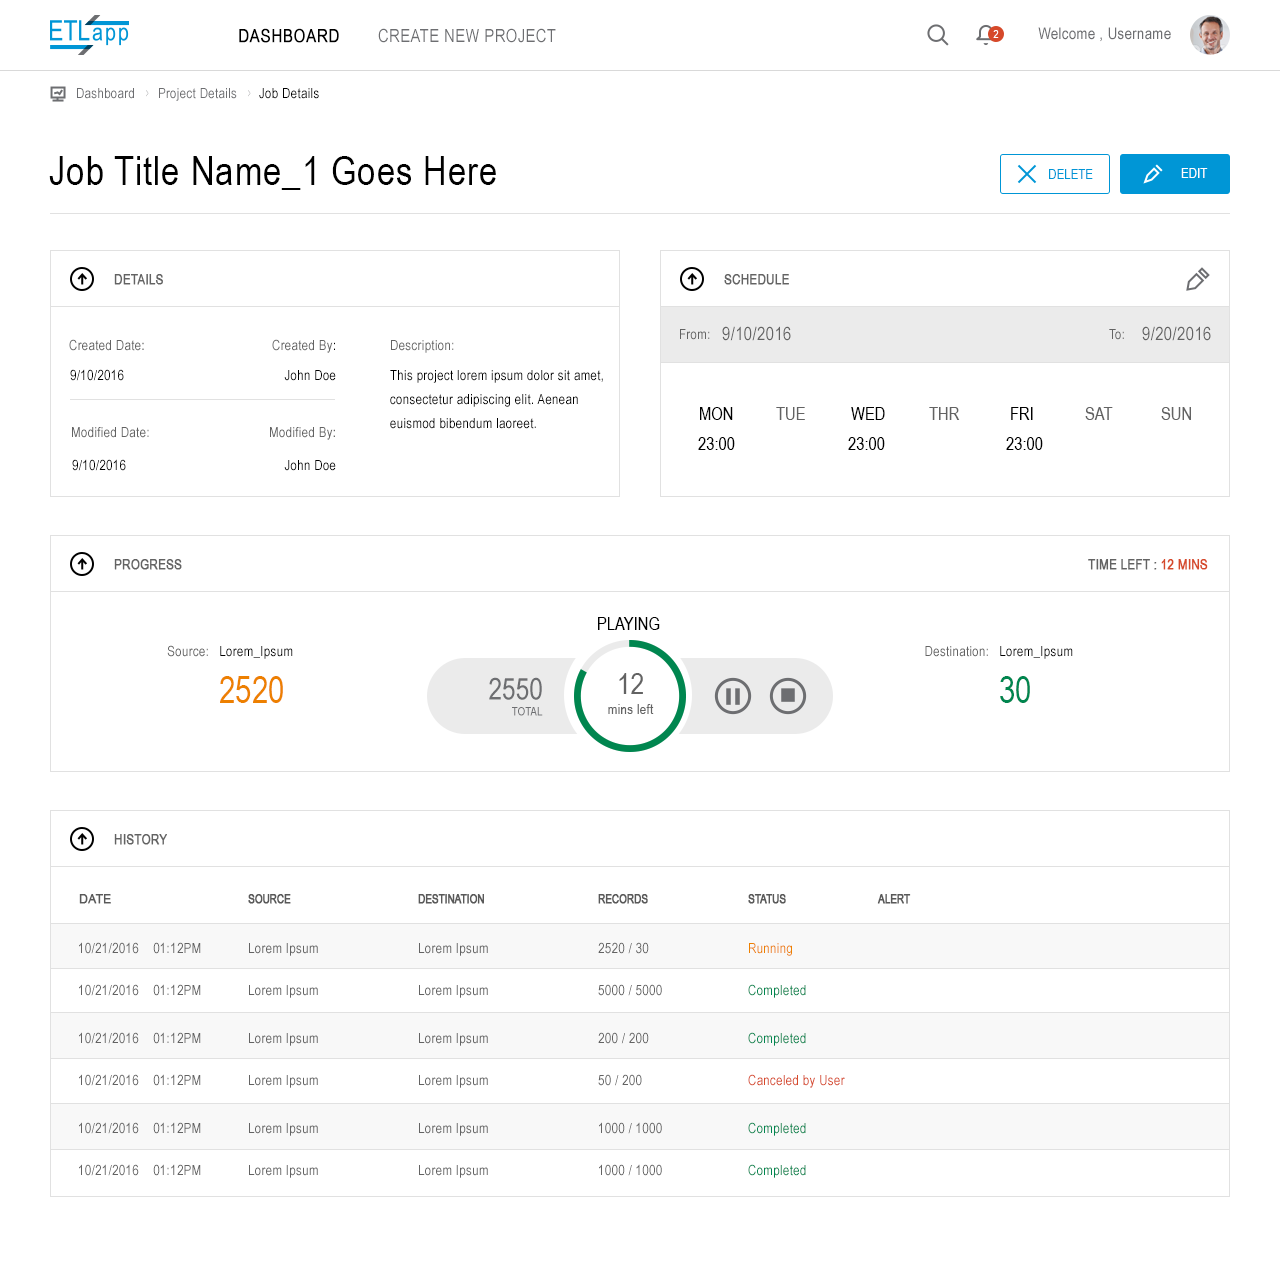 ETLapp DASHBOARD CREATE NEW PROJECT 2 Welcome , Username
Dashboard › Project Details › Job Details
Job Title Name_1 Goes Here DELETE EDIT
DETAILS
Created Date: Created By: Description:
9/10/2016 John Doe This project lorem ipsum dolor sit amet,
consectetur adipiscing elit. Aenean
euismod bibendum laoreet.
Modified Date: Modified By:
9/10/2016 John Doe
SCHEDULE
From: 9/10/2016 To: 9/20/2016
MON TUE WED THR FRI SAT SUN
23:00 23:00 23:00
PROGRESS TIME LEFT : 12 MINS
PLAYING
Source: Lorem_Ipsum
2520
2550
TOTAL
12
mins left
Destination: Lorem_Ipsum
30
HISTORY
DATE SOURCE DESTINATION RECORDS STATUS ALERT
10/21/2016 01:12PM Lorem Ipsum Lorem Ipsum 2520 / 30 Running
10/21/2016 01:12PM Lorem Ipsum Lorem Ipsum 5000 / 5000 Completed
10/21/2016 01:12PM Lorem Ipsum Lorem Ipsum 200 / 200 Completed
10/21/2016 01:12PM Lorem Ipsum Lorem Ipsum 50 / 200 Canceled by User
10/21/2016 01:12PM Lorem Ipsum Lorem Ipsum 1000 / 1000 Completed
10/21/2016 01:12PM Lorem Ipsum Lorem Ipsum 1000 / 1000 Completed